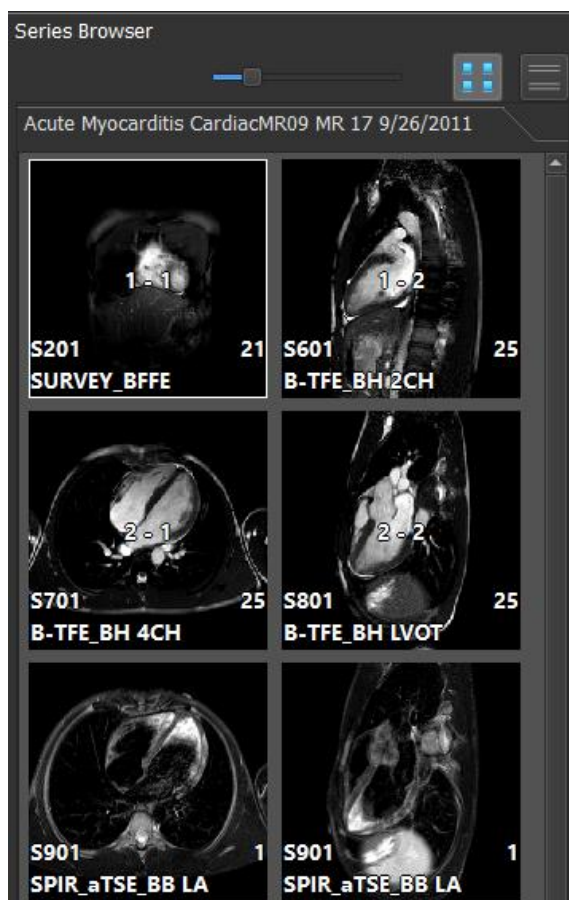 Series Browser
Acute Myocarditis CardiacMR09 MR 17 9/26/2011
1 - 1
S201 21
SURVEY_BFFE
1 - 2
S601 25
B-TFE_BH 2CH
2 - 1
S701 25
B-TFE_BH 4CH
2 - 2
S801 25
B-TFE_BH LVOT
S901 1
SPIR_aTSE_BB LA
S901 1
SPIR_aTSE_BB LA